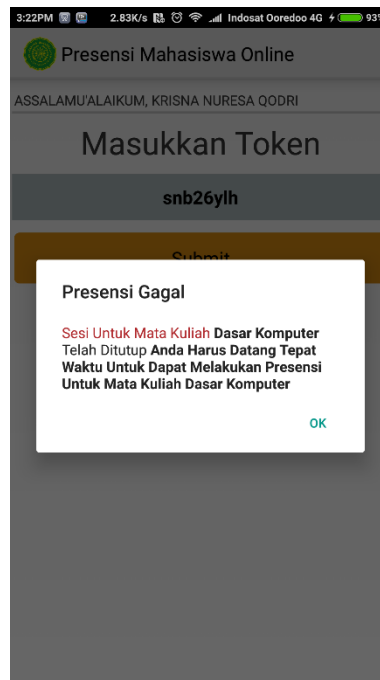 3:22PM 2.83K/s Indosat Ooredoo 4G 93%
Presensi Mahasiswa Online
ASSALAMU'ALAIKUM, KRISNA NURESA QODRI
Masukkan Token
snb26ylh
Submit
Presensi Gagal
Sesi Untuk Mata Kuliah Dasar Komputer
Telah Ditutup Anda Harus Datang Tepat
Waktu Untuk Dapat Melakukan Presensi
Untuk Mata Kuliah Dasar Komputer
OK